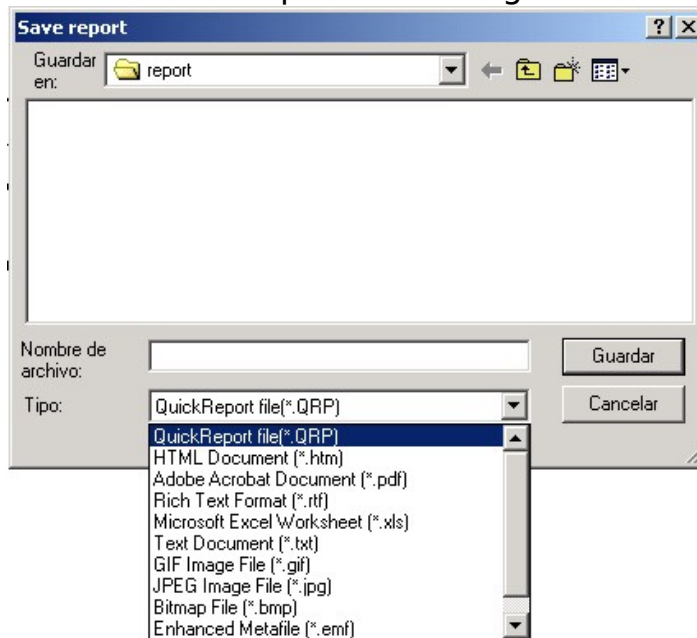 Save report
Guardar en:
report
Nombre de archivo:
Guardar
Tipo:
QuickReport file(*.QRP)
Cancelar
QuickReport file(*.QRP)
HTML Document (*.htm)
Adobe Acrobat Document (*.pdf)
Rich Text Format (*.rtf)
Microsoft Excel Worksheet (*.xls)
Text Document (*.txt)
GIF Image File (*.gif)
JPEG Image File (*.jpg)
Bitmap File (*.bmp)
Enhanced Metafile (*.emf)